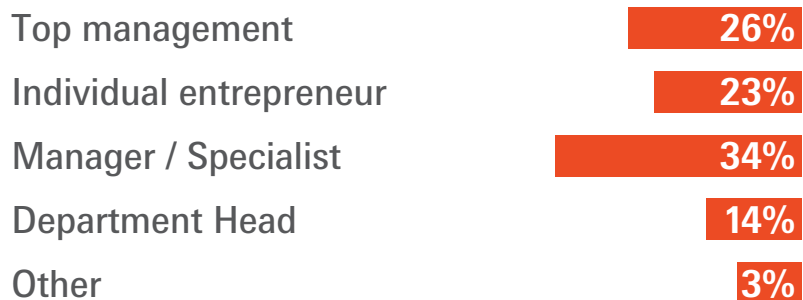 Top management 26%
Individual entrepreneur 23%
Manager / Specialist 34%
Department Head 14%
Other 3%